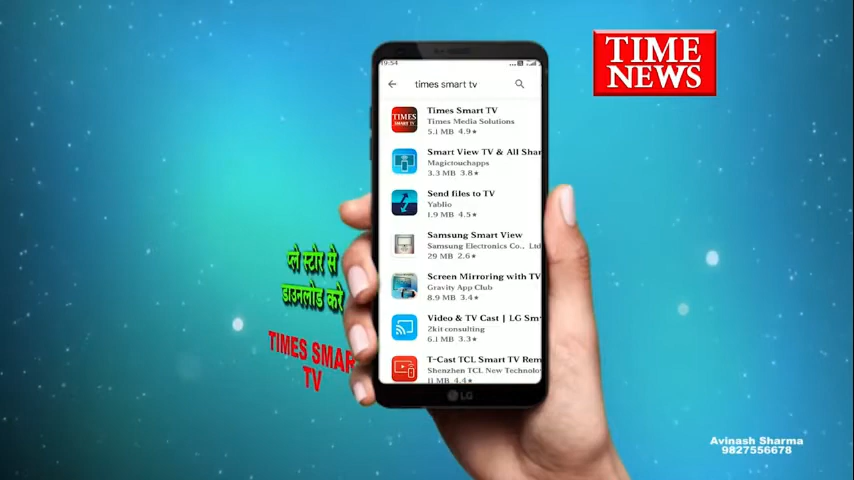 TIME
NEWS
19:54
times smart tv
Times Smart TV
Times Media Solutions
5.1 MB 4.9★
Smart View TV & All Shar
Magictouchapps
3.3 MB 3.8★
Send files to TV
Yablio
1.9 MB 4.5★
Samsung Smart View
Samsung Electronics Co., Ltd
29 MB 2.6★
Screen Mirroring with TV
Gravity App Club
8.9 MB 3.4★
Video & TV Cast | LG Sm
2kit consulting
6.1 MB 3.3★
T-Cast TCL Smart TV Rem
Shenzhen TCL New Technolo
11 MB 4.4★
TIMES
SMART TV
LG
प्ले स्टोर से
डाउनलोड करे
TIMES SMAR
TV
Avinash Sharma
9827556678